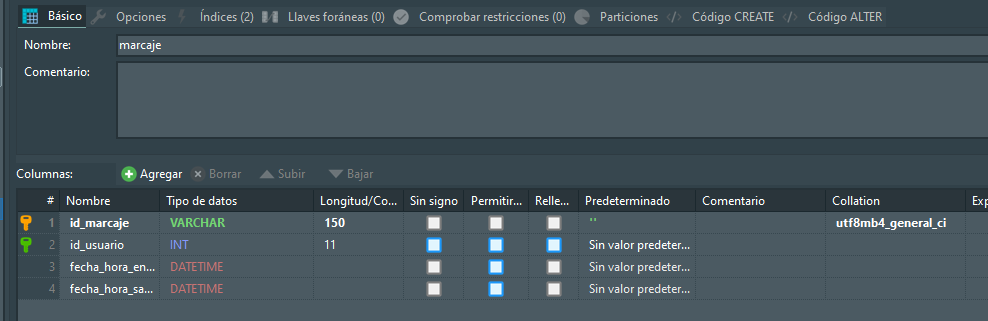 Básico Opciones Índices (2) Llaves foráneas (0) Comprobar restricciones (0) Particiones Código CREATE Código ALTER
Nombre: marcaje
Comentario:
Columnas: Agregar Borrar Subir Bajar
# Nombre Tipo de datos Longitud/Co... Sin signo Permitir... Relle... Predeterminado Comentario Collation Exp
1 id_marcaje VARCHAR 150 '' utf8mb4_general_ci
2 id_usuario INT 11 Sin valor predeter...
3 fecha_hora_en... DATETIME Sin valor predeter...
4 fecha_hora_sa... DATETIME Sin valor predeter...